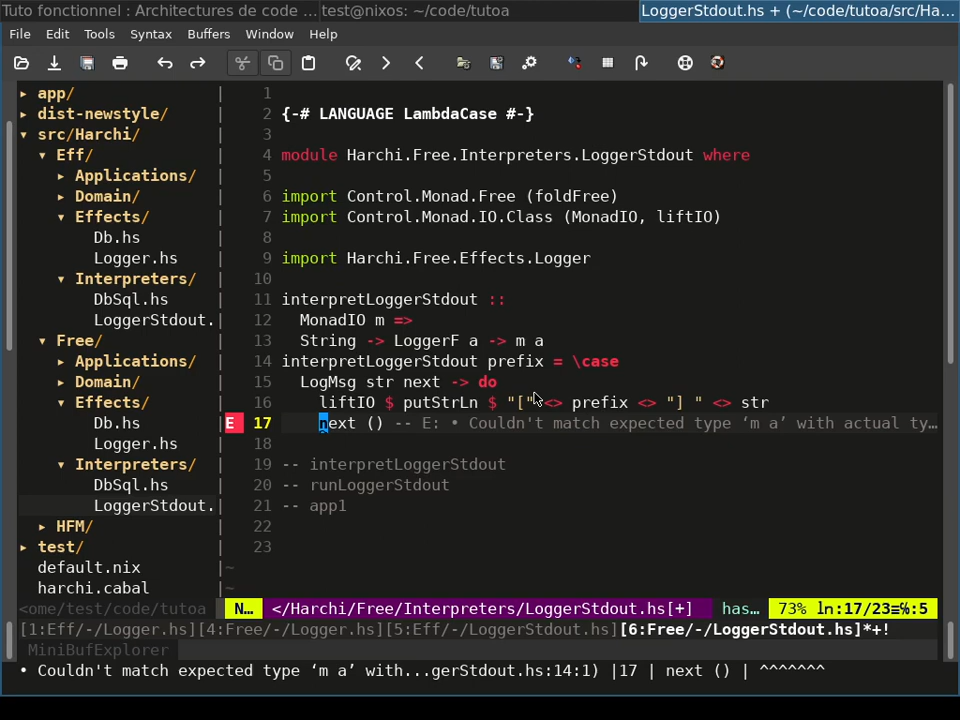 Tuto fonctionnel : Architectures de code ... test@nixos: ~/code/tutoa LoggerStdout.hs + (~/code/tutoa/src/Ha...
File Edit Tools Syntax Buffers Window Help
▸ app/
▸ dist-newstyle/
▾ src/Harchi/
▾ Eff/
▸ Applications/
▸ Domain/
▾ Effects/
Db.hs
Logger.hs
▾ Interpreters/
DbSql.hs
LoggerStdout.
▾ Free/
▸ Applications/
▸ Domain/
▾ Effects/
Db.hs
Logger.hs
▾ Interpreters/
DbSql.hs
LoggerStdout.
▸ HFM/
▸ test/
default.nix
harchi.cabal
<ome/test/code/tutoa
1
2 {-# LANGUAGE LambdaCase #-}
3
4 module Harchi.Free.Interpreters.LoggerStdout where
5
6 import Control.Monad.Free (foldFree)
7 import Control.Monad.IO.Class (MonadIO, liftIO)
8
9 import Harchi.Free.Effects.Logger
10
11 interpretLoggerStdout ::
12 MonadIO m =>
13 String -> LoggerF a -> m a
14 interpretLoggerStdout prefix = \case
15 LogMsg str next -> do
16 liftIO $ putStrLn $ "[" <> prefix <> "] " <> str
E 17 next () -- E: • Couldn't match expected type ‘m a’ with actual ty…
18
19 -- interpretLoggerStdout
20 -- runLoggerStdout
21 -- app1
22
23
~
~
N… </Harchi/Free/Interpreters/LoggerStdout.hs[+] has… 73% ln:17/23≡℅:5
[1:Eff/-/Logger.hs][4:Free/-/Logger.hs][5:Eff/-/LoggerStdout.hs][6:Free/-/LoggerStdout.hs]*+!
MiniBufExplorer
• Couldn't match expected type ‘m a’ with...gerStdout.hs:14:1) |17 | next () | ^^^^^^^